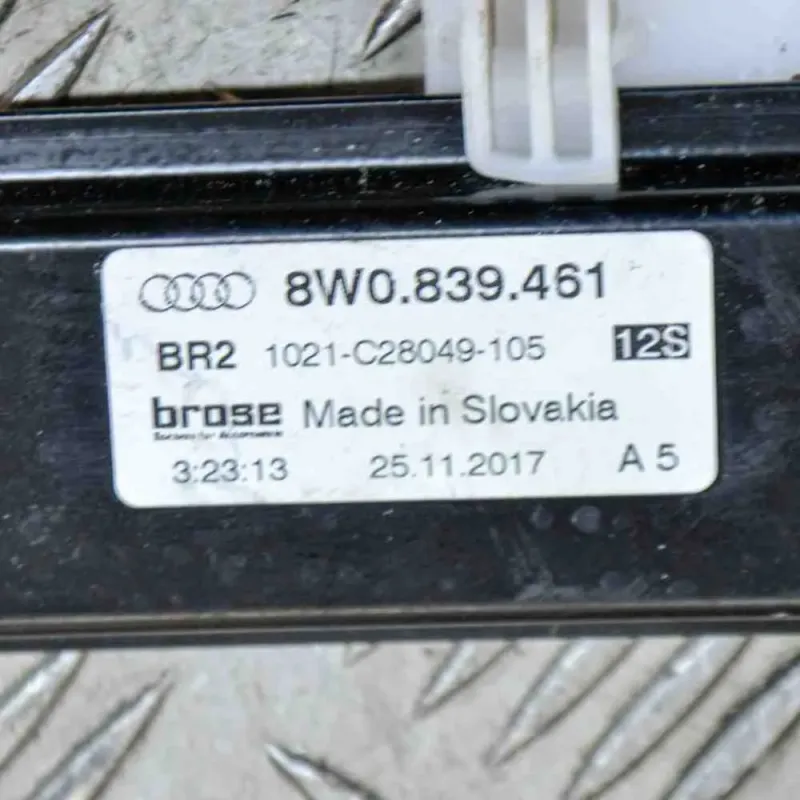 8W0.839.461
BR2 1021-C28049-105 12S
brose Made in Slovakia
3:23:13 25.11.2017 A 5